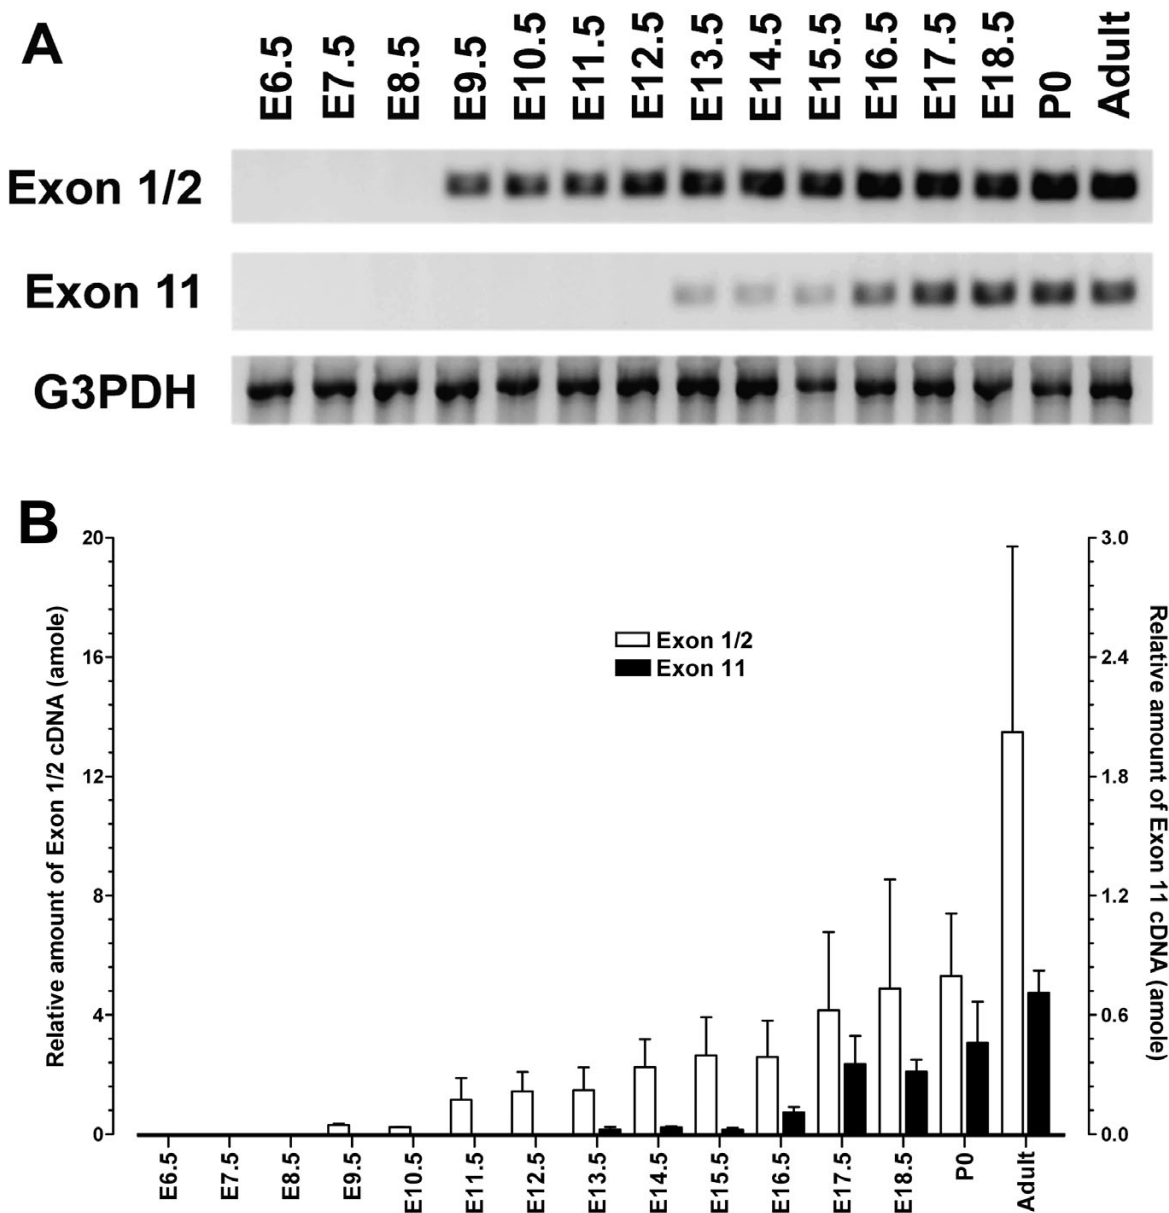 A
E6.5 E7.5 E8.5 E9.5 E10.5 E11.5 E12.5 E13.5 E14.5 E15.5 E16.5 E17.5 E18.5 P0 Adult
Exon 1/2
Exon 11
G3PDH
B
Relative amount of Exon 1/2 cDNA (amole)
20
16
12
8
4
0
Exon 1/2
Exon 11
3.0
2.4
1.8
1.2
0.6
0.0
Relative amount of Exon 11 cDNA (amole)
E6.5 E7.5 E8.5 E9.5 E10.5 E11.5 E12.5 E13.5 E14.5 E15.5 E16.5 E17.5 E18.5 P0 Adult